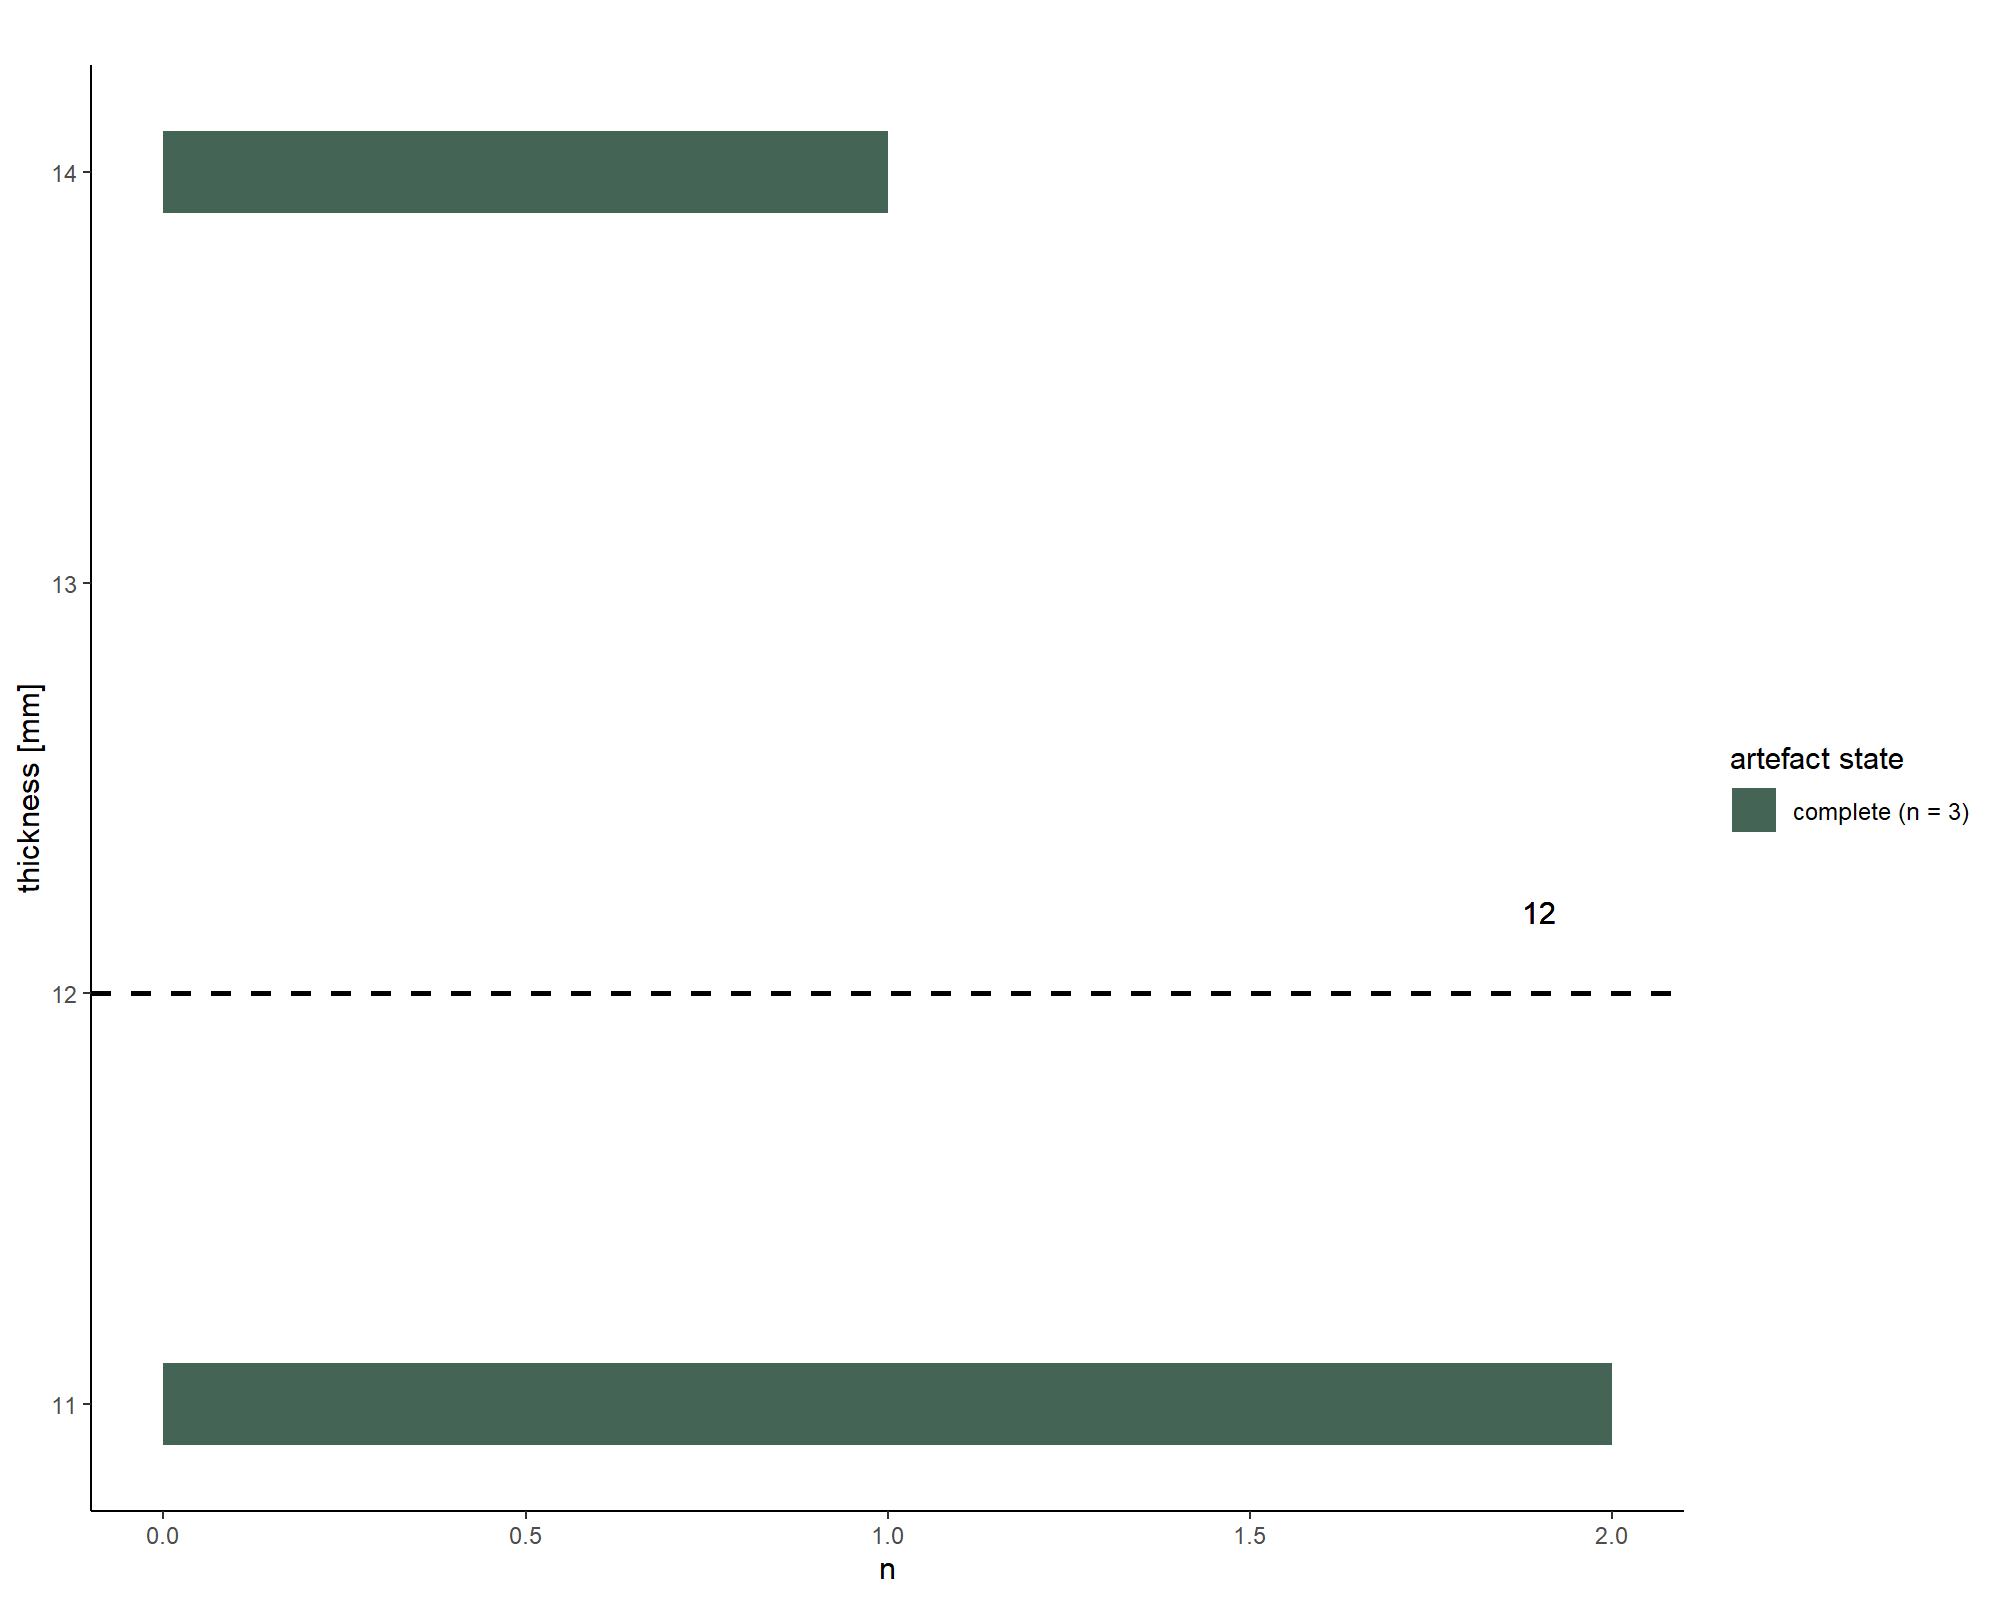 14
13
12
11
thickness [mm]
12
0.0 0.5 1.0 1.5 2.0
n
artefact state
complete (n = 3)